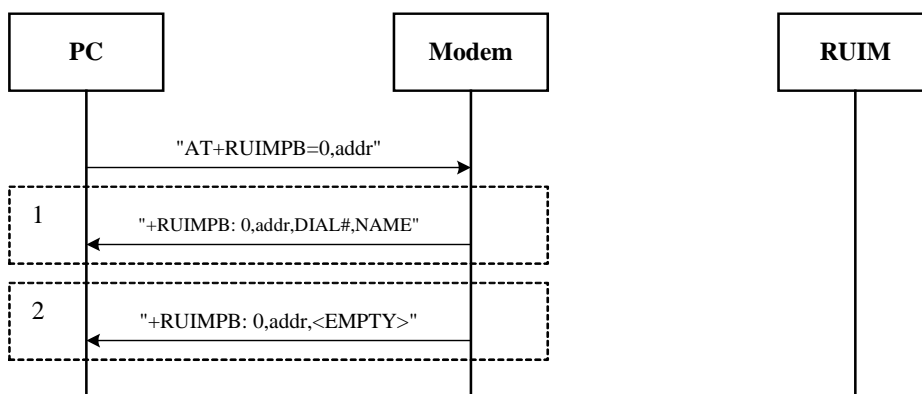 PC
Modem
RUIM
"AT+RUIMPB=0,addr"
1
"+RUIMPB: 0,addr,DIAL#,NAME"
2
"+RUIMPB: 0,addr,<EMPTY>"